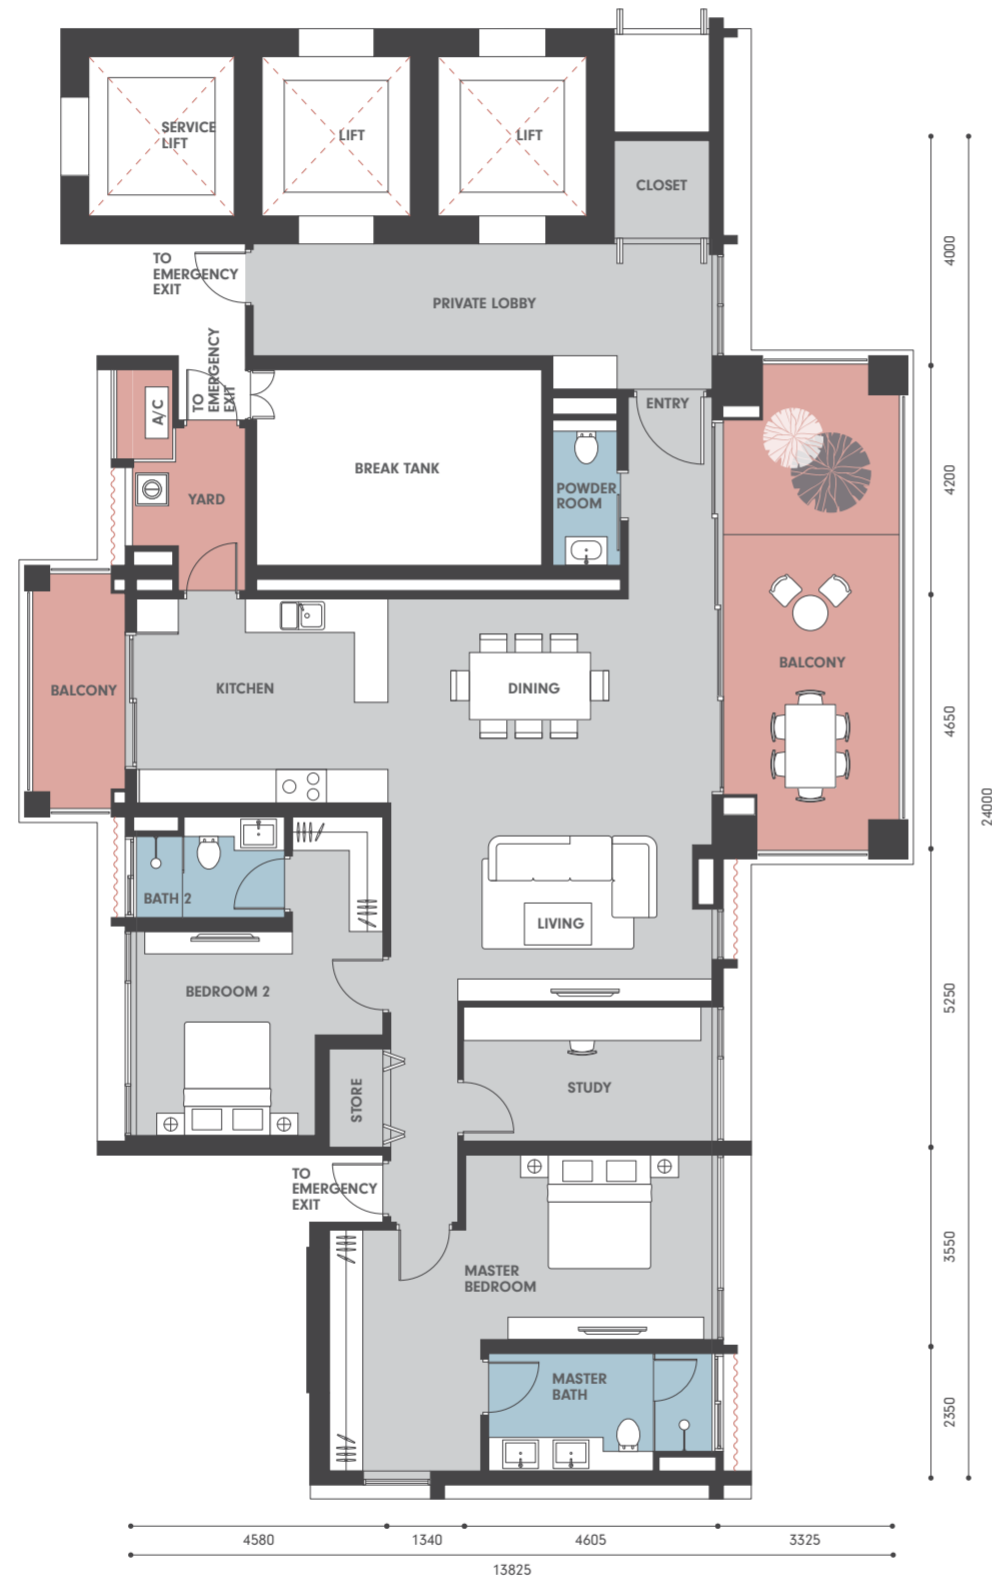 SERVICE
LIFT
LIFT
LIFT
CLOSET
TO
EMERGENCY
EXIT
PRIVATE LOBBY
4000
TO
EMERGENCY
EXIT
A/C
ENTRY
BREAK TANK
YARD
POWDER
ROOM
4200
BALCONY
KITCHEN
DINING
BALCONY
4650
24000
BATH 2
LIVING
BEDROOM 2
5250
STORE
STUDY
TO
EMERGENCY
EXIT
MASTER
BEDROOM
3550
MASTER
BATH
2350
4580
1340
4605
3325
13825